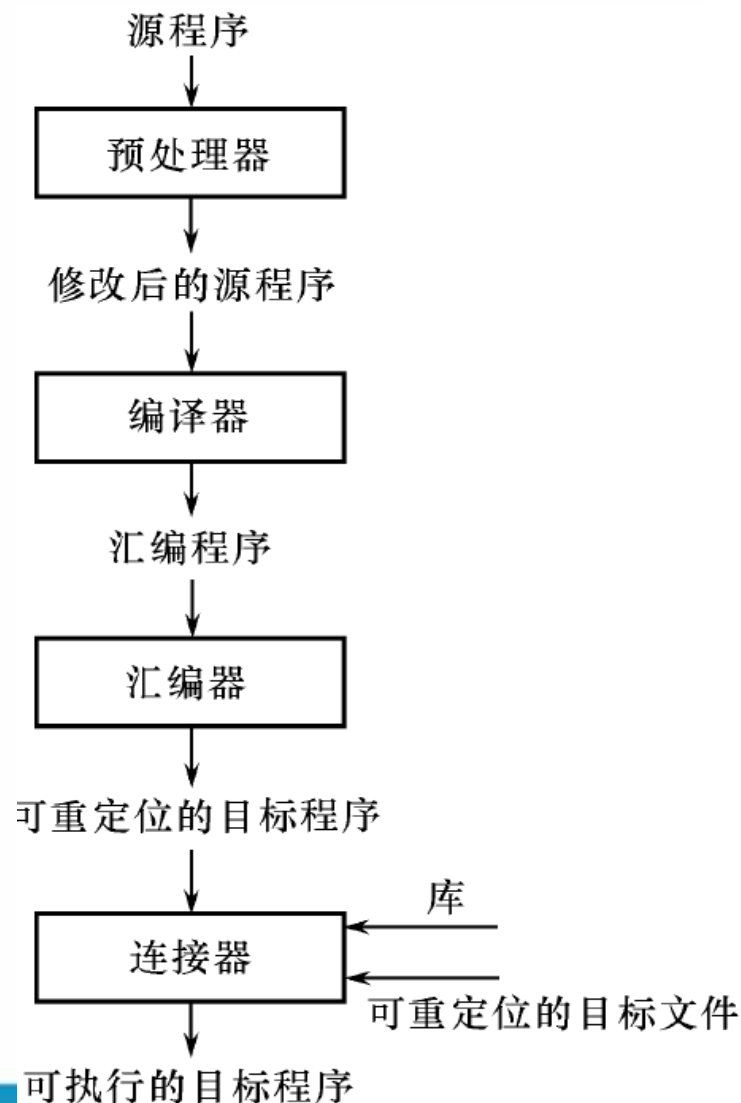 源程序
预处理器
修改后的源程序
编译器
汇编程序
汇编器
可重定位的目标程序
库
连接器
可重定位的目标文件
可执行的目标程序